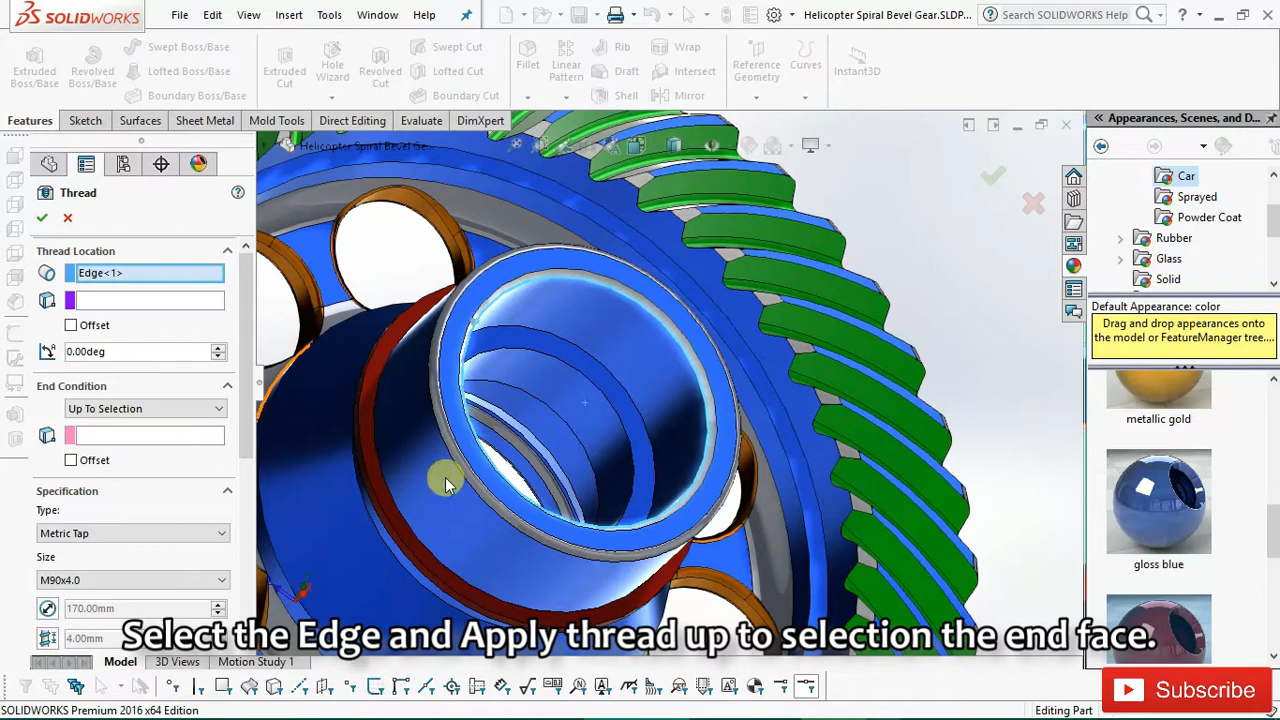 SOLIDWORKS
File Edit View Insert Tools Window Help
Helicopter Spiral Bevel Gear.SLDP...
Search SOLIDWORKS Help
?
Extruded Boss/Base
Revolved Boss/Base
Swept Boss/Base
Lofted Boss/Base
Boundary Boss/Base
Extruded Cut
Hole Wizard
Revolved Cut
Swept Cut
Lofted Cut
Boundary Cut
Fillet
Linear Pattern
Rib
Draft
Shell
Wrap
Intersect
Mirror
Reference Geometry
Curves
Instant3D
Features Sketch Surfaces Sheet Metal Mold Tools Direct Editing Evaluate DimXpert
Helicopter Spiral Bevel Ge...
Thread
?
Thread Location
Edge<1>
Offset
0.00deg
End Condition
Up To Selection
Offset
Specification
Type:
Metric Tap
Size
M90x4.0
170.00mm
4.00mm
Appearances, Scenes, and D...
Car
Sprayed
Powder Coat
Rubber
Glass
Solid
Default Appearance: color
Drag and drop appearances onto
the model or FeatureManager tree....
metallic gold
gloss blue
Select the Edge and Apply thread up to selection the end face.
Model 3D Views Motion Study 1
Subscribe
SOLIDWORKS Premium 2016 x64 Edition
Editing Part